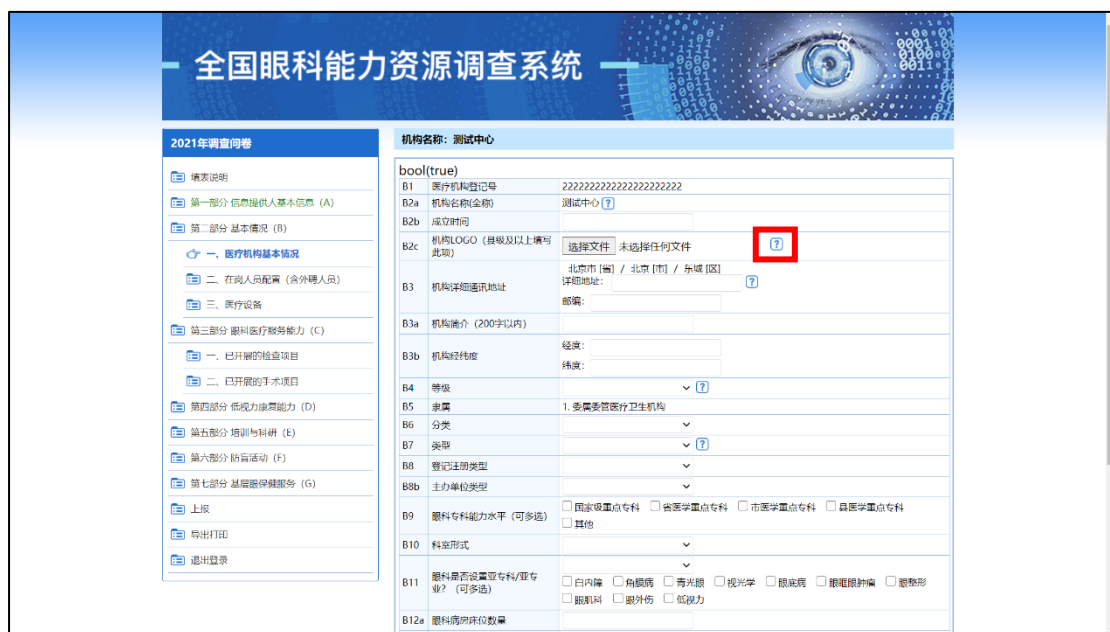 全国眼科能力资源调查系统
2021年调查问卷
填表说明
第一部分 信息提供人基本信息（A）
第二部分 基本情况（B）
一、医疗机构基本情况
二、在岗人员配置（含外聘人员）
三、医疗设备
第三部分 眼科医疗服务能力（C）
一、已开展的检查项目
二、已开展的手术项目
第四部分 低视力康复能力（D）
第五部分 培训与科研（E）
第六部分 防盲活动（F）
第七部分 基层眼保健服务（G）
上报
导出打印
退出登录
机构名称：测试中心
bool(true)
B1 医疗机构登记号 2222222222222222222222
B2a 机构名称(全称) 测试中心 ?
B2b 成立时间
B2c 机构LOGO（县级及以上填写此项） 选择文件 未选择任何文件 ?
B3 机构详细通讯地址 北京市 [省] / 北京 [市] / 东城 [区]
详细地址： ?
邮编：
B3a 机构简介（200字以内）
B3b 机构经纬度 经度：
纬度：
B4 等级 ?
B5 隶属 1. 委属委管医疗卫生机构
B6 分类
B7 类型 ?
B8 登记注册类型
B8b 主办单位类型
B9 眼科专科能力水平（可多选） 国家级重点专科 省医学重点专科 市医学重点专科 县医学重点专科
其他
B10 科室形式
B11 眼科是否设置亚专科/亚专业？（可多选） 白内障 角膜病 青光眼 视光学 眼底病 眼眶眼肿瘤 眼整形
眼肌科 眼外伤 低视力
B12a 眼科病房床位数量